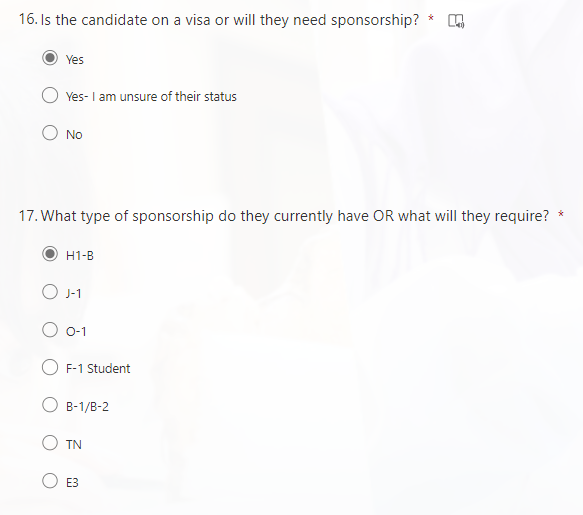 16. Is the candidate on a visa or will they need sponsorship? *
Yes
Yes- I am unsure of their status
No
17. What type of sponsorship do they currently have OR what will they require? *
H1-B
J-1
O-1
F-1 Student
B-1/B-2
TN
E3